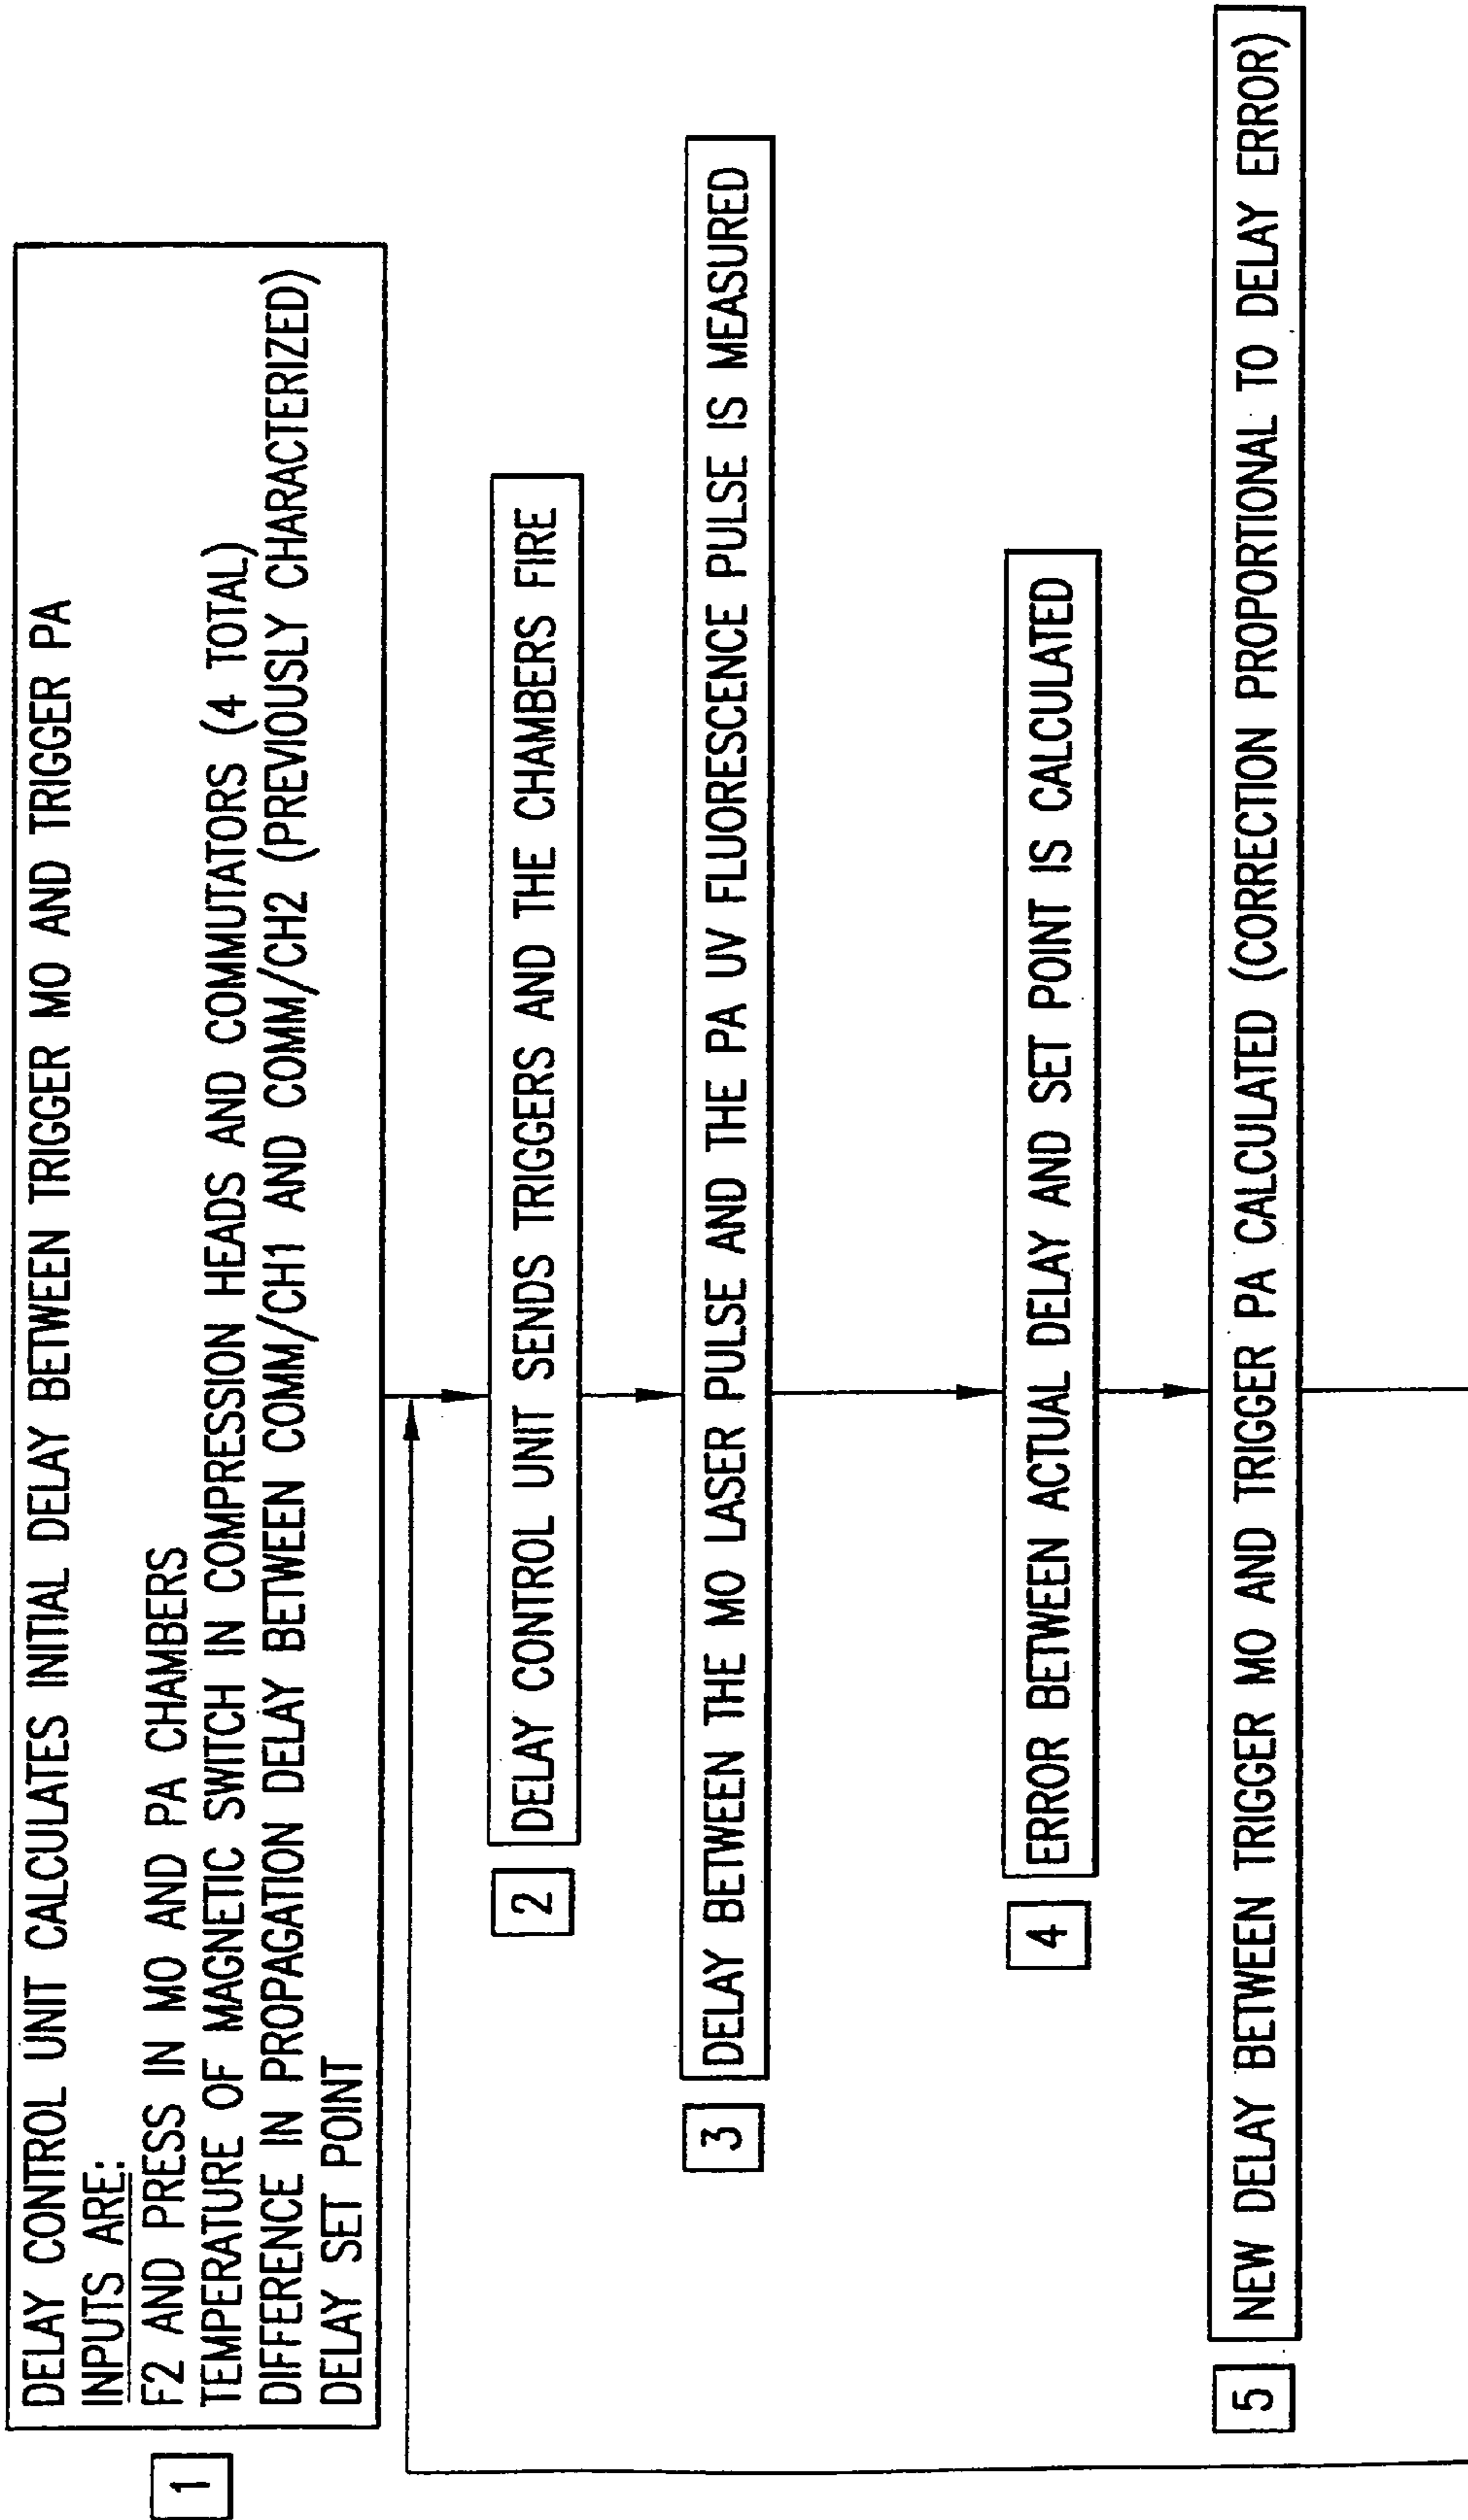 1
DELAY CONTROL UNIT CALCULATES INITIAL DELAY BETWEEN TRIGGER MO AND TRIGGER PA
INPUTS ARE:
F2 AND PRESS IN MO AND PA CHAMBERS
TEMPERATURE OF MAGNETIC SWITCH IN COMPRESSION HEADS AND COMMUTATORS (4 TOTAL)
DIFFERENCE IN PROPAGATION DELAY BETWEEN COMM/CH1 AND COMM/CH2 (PREVIOUSLY CHARACTERIZED)
DELAY SET POINT
2
DELAY CONTROL UNIT SENDS TRIGGERS AND THE CHAMBERS FIRE
3
DELAY BETWEEN THE MO LASER PULSE AND THE PA UV FLUORESCENCE PULSE IS MEASURED
4
ERROR BETWEEN ACTUAL DELAY AND SET POINT IS CALCULATED
5
NEW DELAY BETWEEN TRIGGER MO AND TRIGGER PA CALCULATED (CORRECTION PROPORTIONAL TO DELAY ERROR)